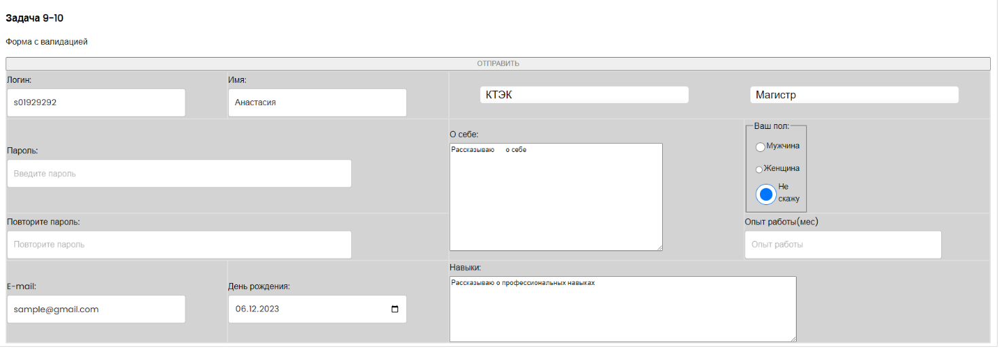 Задача 9-10
Форма с валидацией
ОТПРАВИТЬ
Логин:
s01929292
Имя:
Анастасия
КТЭК
Магистр
Пароль:
Введите пароль
О себе:
Рассказываю о себе
Ваш пол:
Мужчина
Женщина
Не
скажу
Повторите пароль:
Повторите пароль
Опыт работы(мес)
Опыт работы
E-mail:
sample@gmail.com
День рождения:
06.12.2023
Навыки:
Рассказываю о профессиональных навыках